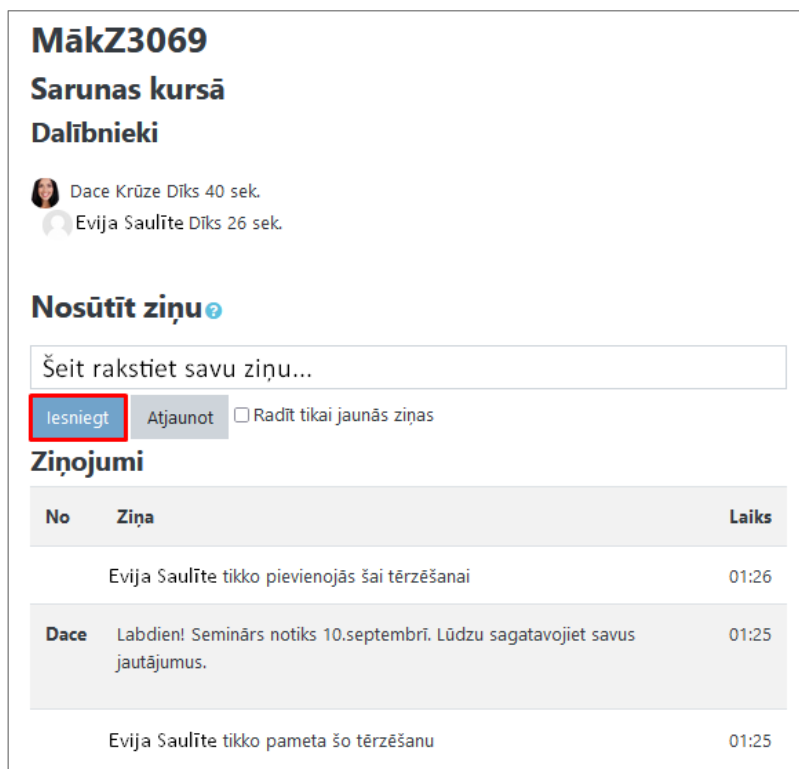 MākZ3069
Sarunas kursā
Dalībnieki
Dace Krūze Dīks 40 sek.
Evija Saulīte Dīks 26 sek.
Nosūtīt ziņu?
Šeit rakstiet savu ziņu...
Iesniegt Atjaunot Radīt tikai jaunās ziņas
Ziņojumi
No Ziņa Laiks
Evija Saulīte tikko pievienojās šai tērzēšanai 01:26
Dace Labdien! Seminārs notiks 10.septembrī. Lūdzu sagatavojiet savus 01:25
jautājumus.
Evija Saulīte tikko pameta šo tērzēšanu 01:25